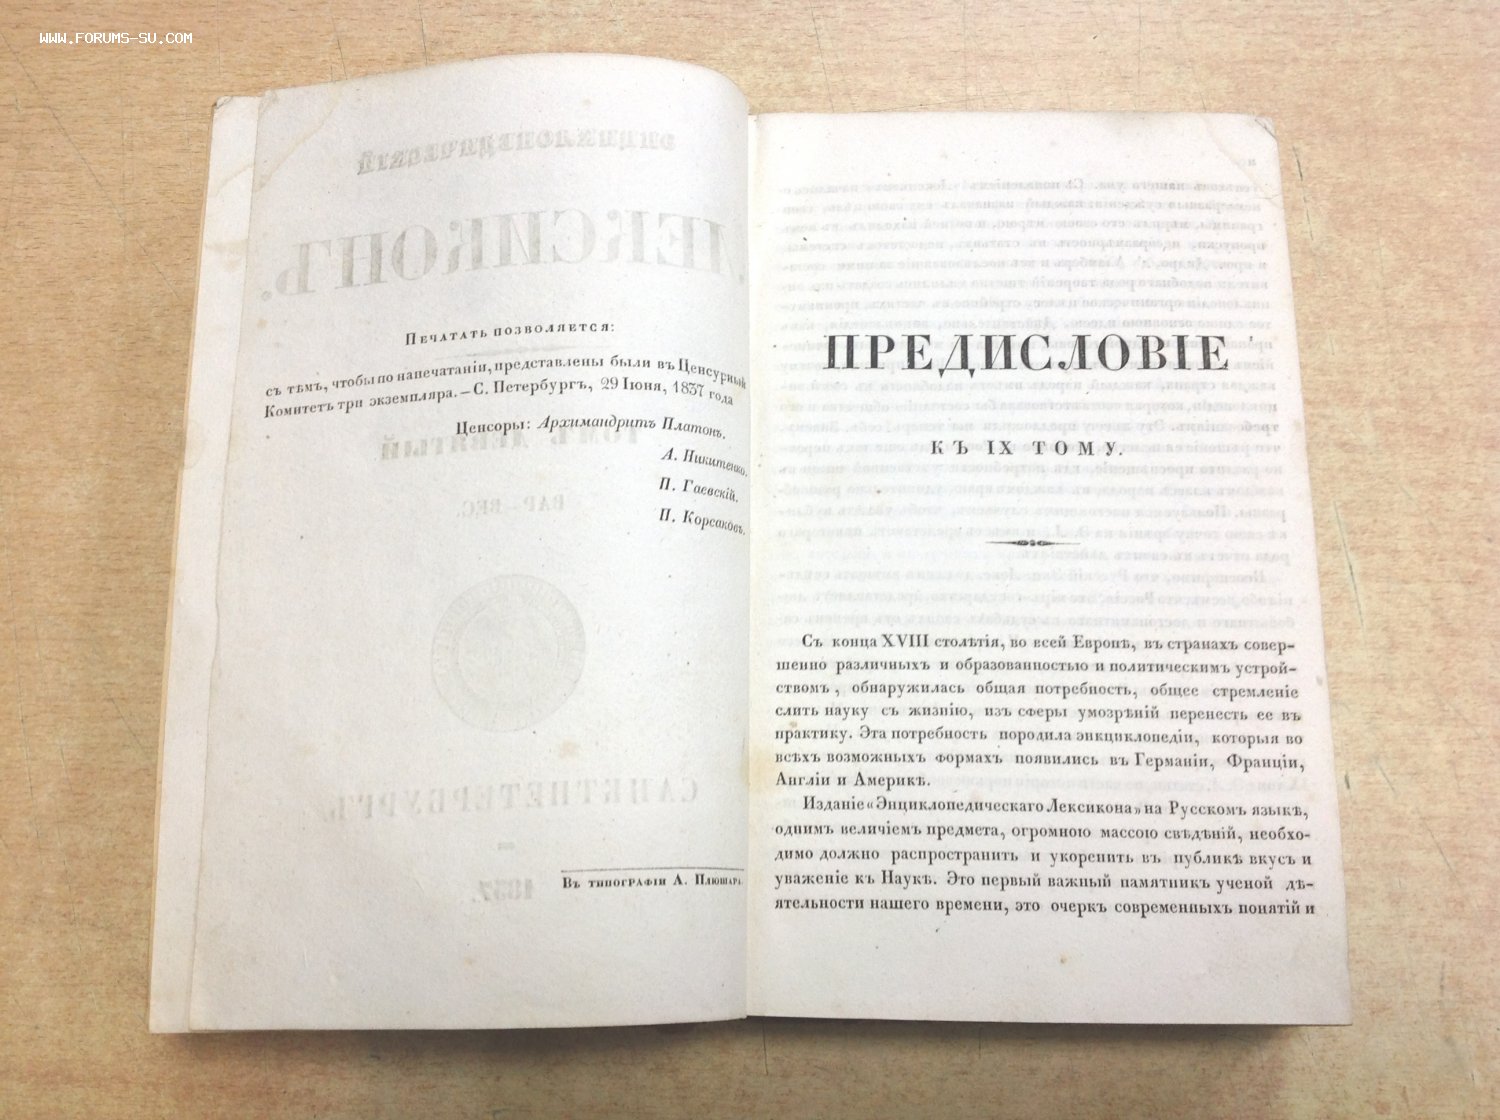 WWW.FORUMS-SU.COM
Печатать позволяется:
съ тѣмъ, чтобы по напечатаніи, представлены были въ Ценсурный
Комитетъ три экземпляра. — С. Петербургъ, 29 Іюня, 1837 года
Ценсоры: Архимандритъ Платонъ.
А. Никитенко.
П. Гаевскій.
П. Корсаковъ.
Въ типографіи А. Плюшара.
ПРЕДИСЛОВІЕ
КЪ IX ТОМУ.
Съ конца XVIII столѣтія, во всей Европѣ, въ странахъ совер-
шенно различныхъ и образованностью и политическимъ устрой-
ствомъ, обнаружилась общая потребность, общее стремленіе
слить науку съ жизнію, изъ сферы умозрѣній перенесть ее въ
практику. Эта потребность породила энкциклопедіи, которыя во
всѣхъ возможныхъ формахъ появились въ Германіи, Франціи,
Англіи и Америкѣ.
Изданіе «Энциклопедическаго Лексикона» на Русскомъ языкѣ,
однимъ величіемъ предмета, огромною массою свѣдѣній, необхо-
димо должно распространить и укоренить въ публикѣ вкусъ и
уваженіе къ Наукѣ. Это первый важный памятникъ ученой дѣ-
ятельности нашего времени, это очеркъ современныхъ понятій и